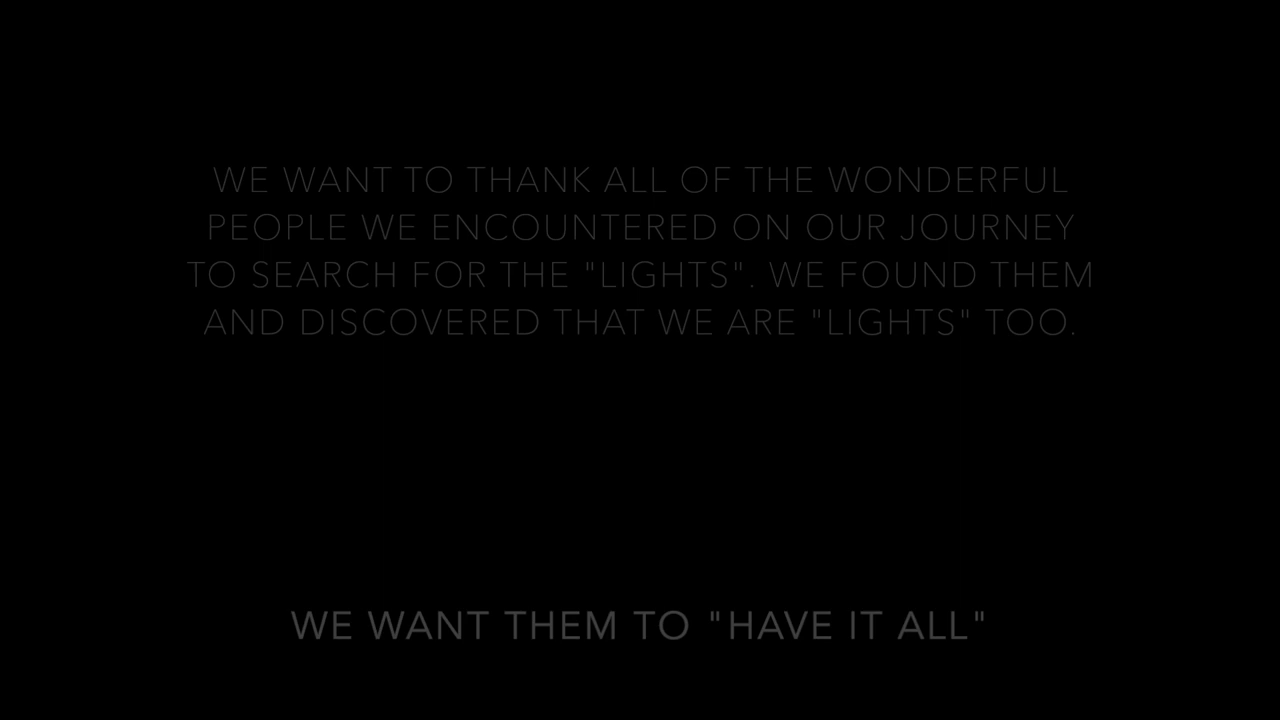 WE WANT TO THANK ALL OF THE WONDERFUL
PEOPLE WE ENCOUNTERED ON OUR JOURNEY
TO SEARCH FOR THE "LIGHTS". WE FOUND THEM
AND DISCOVERED THAT WE ARE "LIGHTS" TOO.
WE WANT THEM TO "HAVE IT ALL"